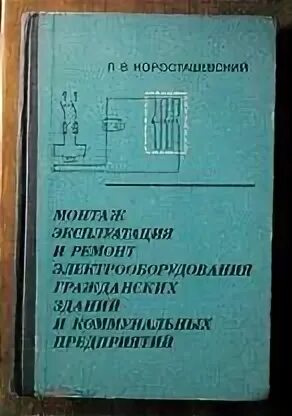 Л В КОРОСТАШЕВСКИЙ
МОНТАЖ
ЭКСПЛУАТАЦИЯ
И РЕМОНТ
ЭЛЕКТРООБОРУДОВАНИЯ
ГРАЖДАНСКИХ
ЗДАНИЙ
И КОММУНАЛЬНЫХ
ПРЕДПРИЯТИЙ